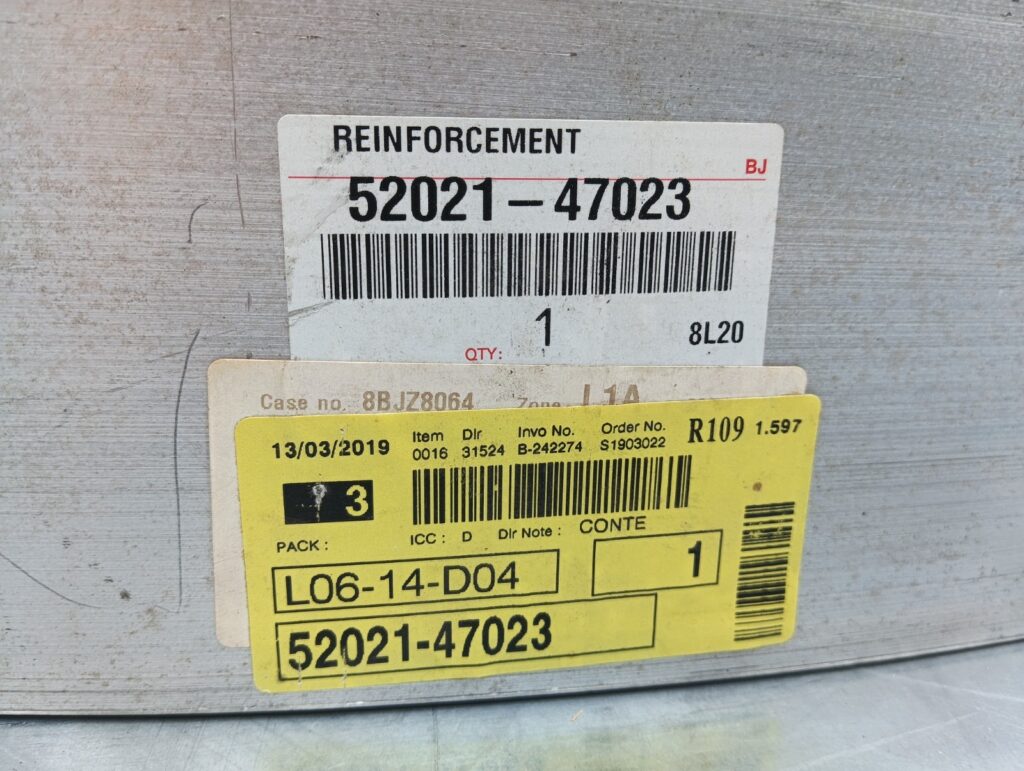 REINFORCEMENT
BJ
52021-47023
1
QTY:
8L20
Case no. 8BJZ8064 Zone L1A
13/03/2019 Item Dlr Invo No. Order No. R109 1.597
0016 31524 B-242274 S1903022
3
PACK : ICC : D Dlr Note : CONTE
L06-14-D04 1
52021-47023